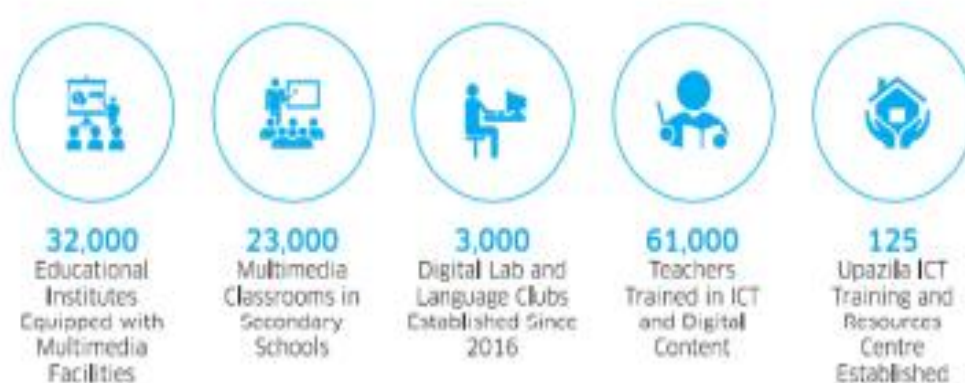 32,000
Educational
Institutes
Equipped with
Multimedia
Facilities
23,000
Multimedia
Classrooms in
Secondary
Schools
3,000
Digital Lab and
Language Clubs
Established Since
2016
61,000
Teachers
Trained in ICT
and Digital
Content
125
Upazila ICT
Training and
Resources
Centre
Established